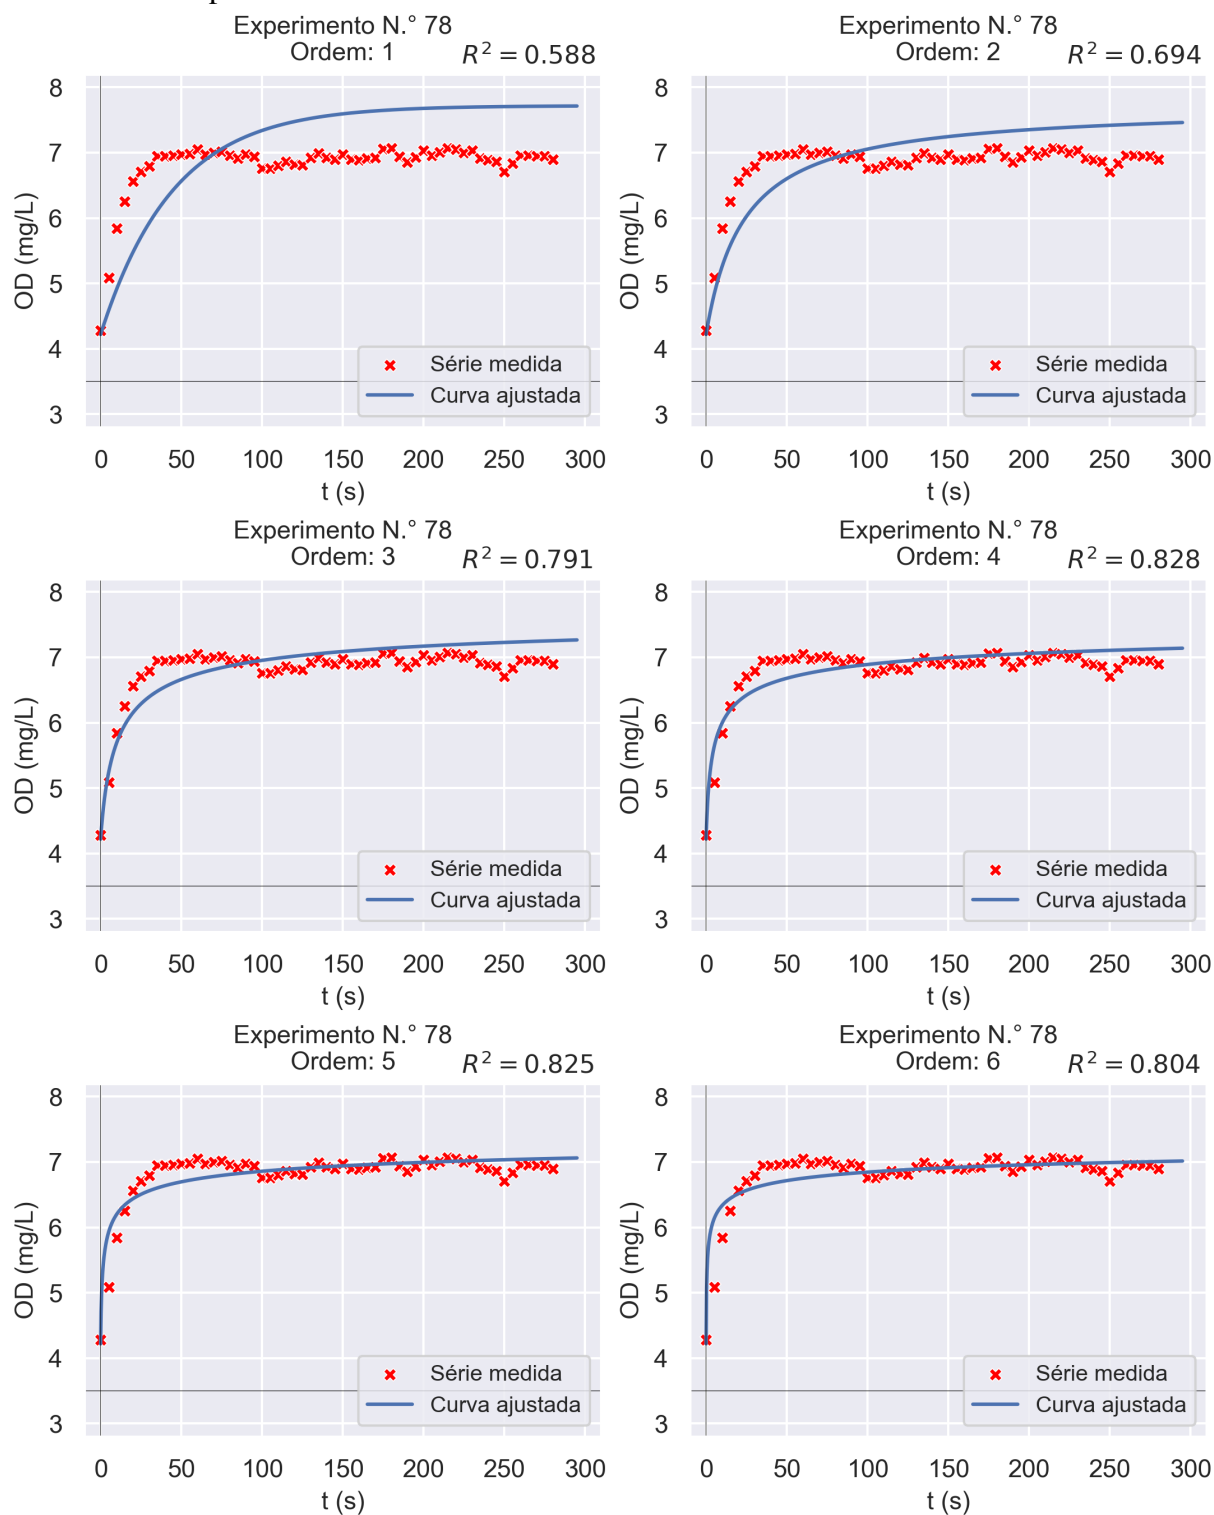 Experimento N.° 78
Ordem: 1 R² = 0.588
8
7
6
5
4
3
OD (mg/L)
Série medida
Curva ajustada
0 50 100 150 200 250 300
t (s)
Experimento N.° 78
Ordem: 2 R² = 0.694
8
7
6
5
4
3
OD (mg/L)
Série medida
Curva ajustada
0 50 100 150 200 250 300
t (s)
Experimento N.° 78
Ordem: 3 R² = 0.791
8
7
6
5
4
3
OD (mg/L)
Série medida
Curva ajustada
0 50 100 150 200 250 300
t (s)
Experimento N.° 78
Ordem: 4 R² = 0.828
8
7
6
5
4
3
OD (mg/L)
Série medida
Curva ajustada
0 50 100 150 200 250 300
t (s)
Experimento N.° 78
Ordem: 5 R² = 0.825
8
7
6
5
4
3
OD (mg/L)
Série medida
Curva ajustada
0 50 100 150 200 250 300
t (s)
Experimento N.° 78
Ordem: 6 R² = 0.804
8
7
6
5
4
3
OD (mg/L)
Série medida
Curva ajustada
0 50 100 150 200 250 300
t (s)